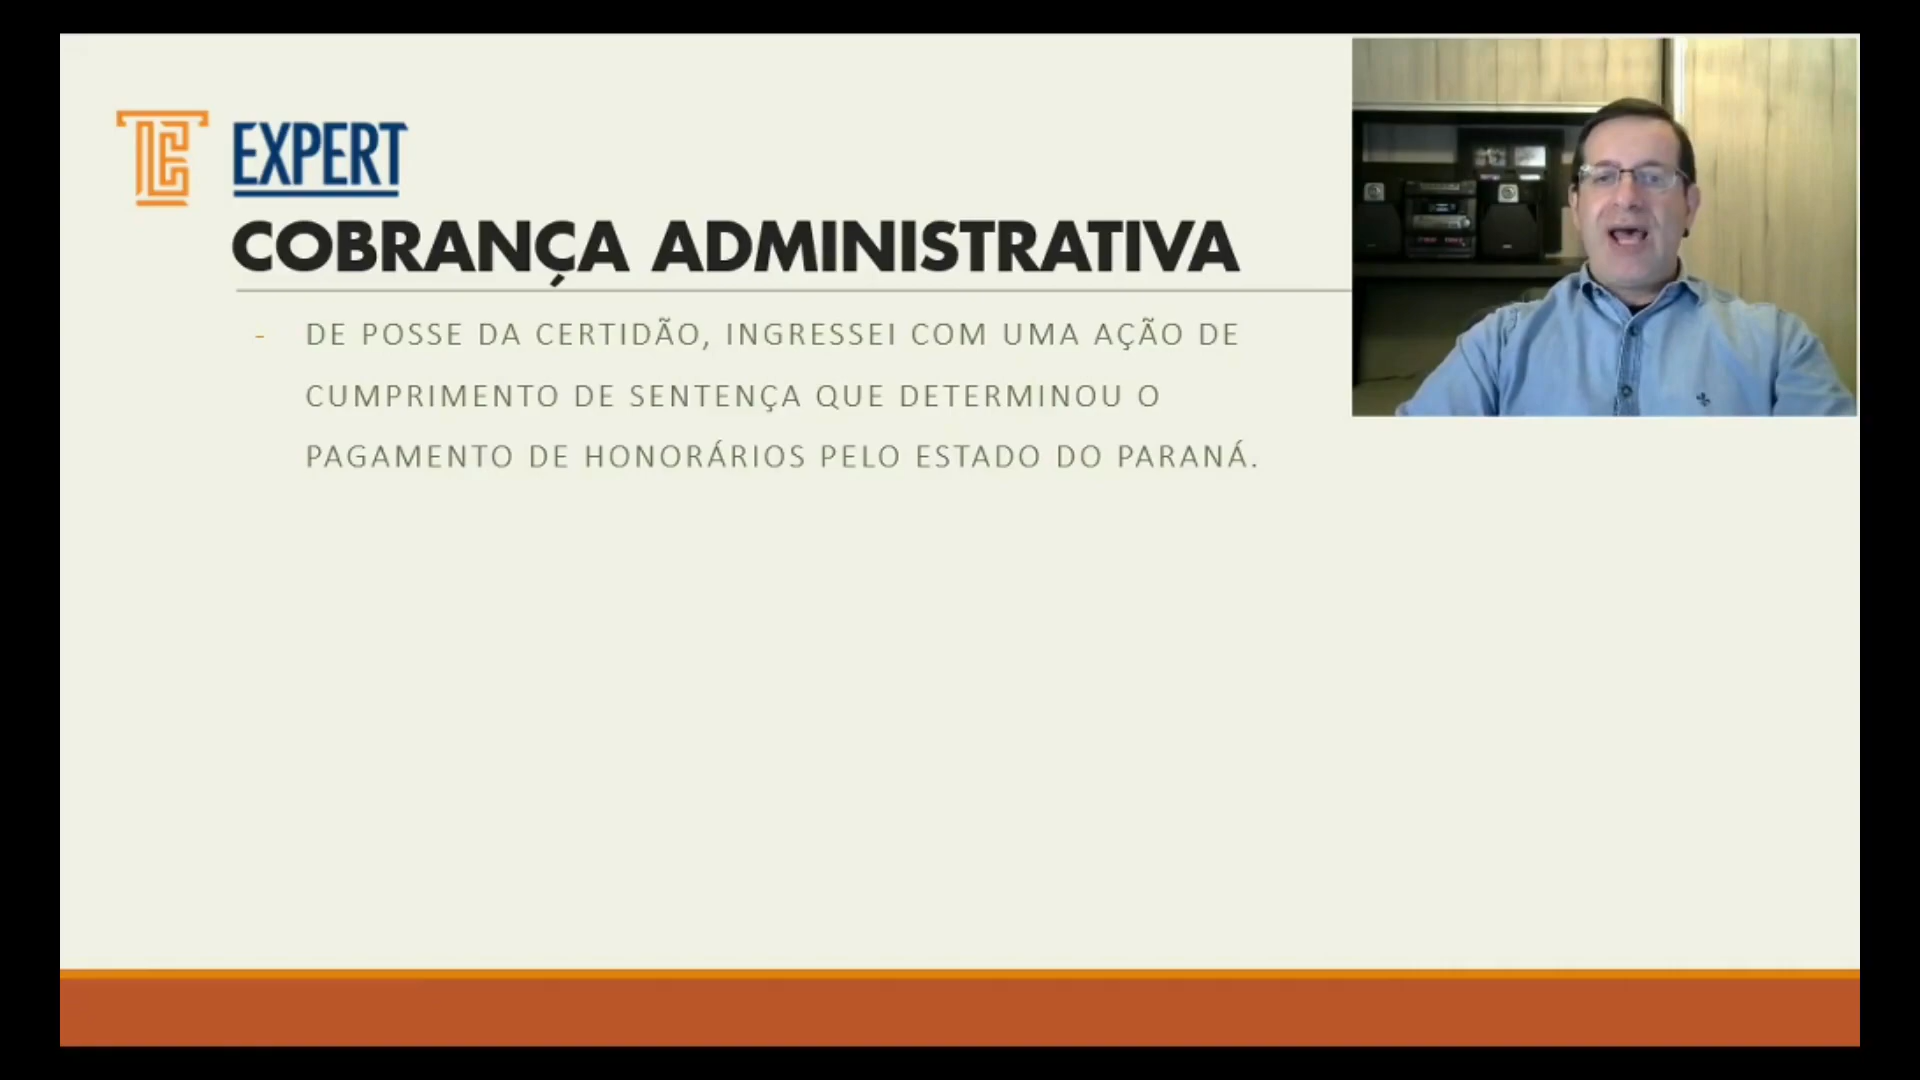 EXPERT
COBRANÇA ADMINISTRATIVA
- DE POSSE DA CERTIDÃO, INGRESSEI COM UMA AÇÃO DE
CUMPRIMENTO DE SENTENÇA QUE DETERMINOU O
PAGAMENTO DE HONORÁRIOS PELO ESTADO DO PARANÁ.